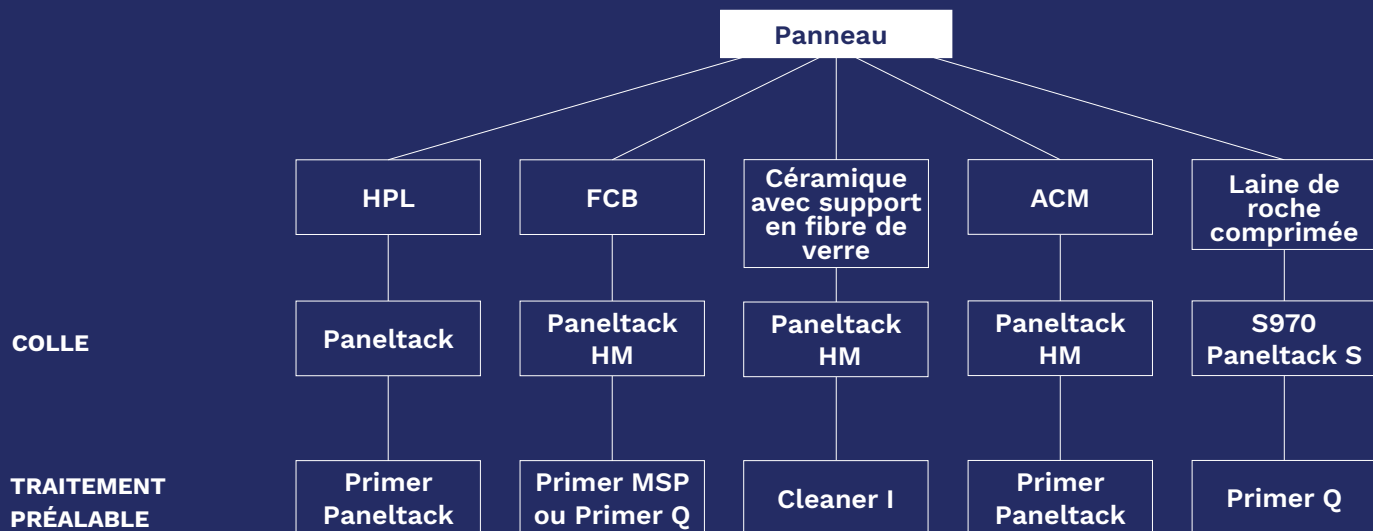 Panneau
HPL
FCB
Céramique
avec support
en fibre de
verre
ACM
Laine de
roche
comprimée
COLLE
Paneltack
Paneltack
HM
Paneltack
HM
Paneltack
HM
S970
Paneltack S
TRAITEMENT
PRÉALABLE
Primer
Paneltack
Primer MSP
ou Primer Q
Cleaner I
Primer
Paneltack
Primer Q